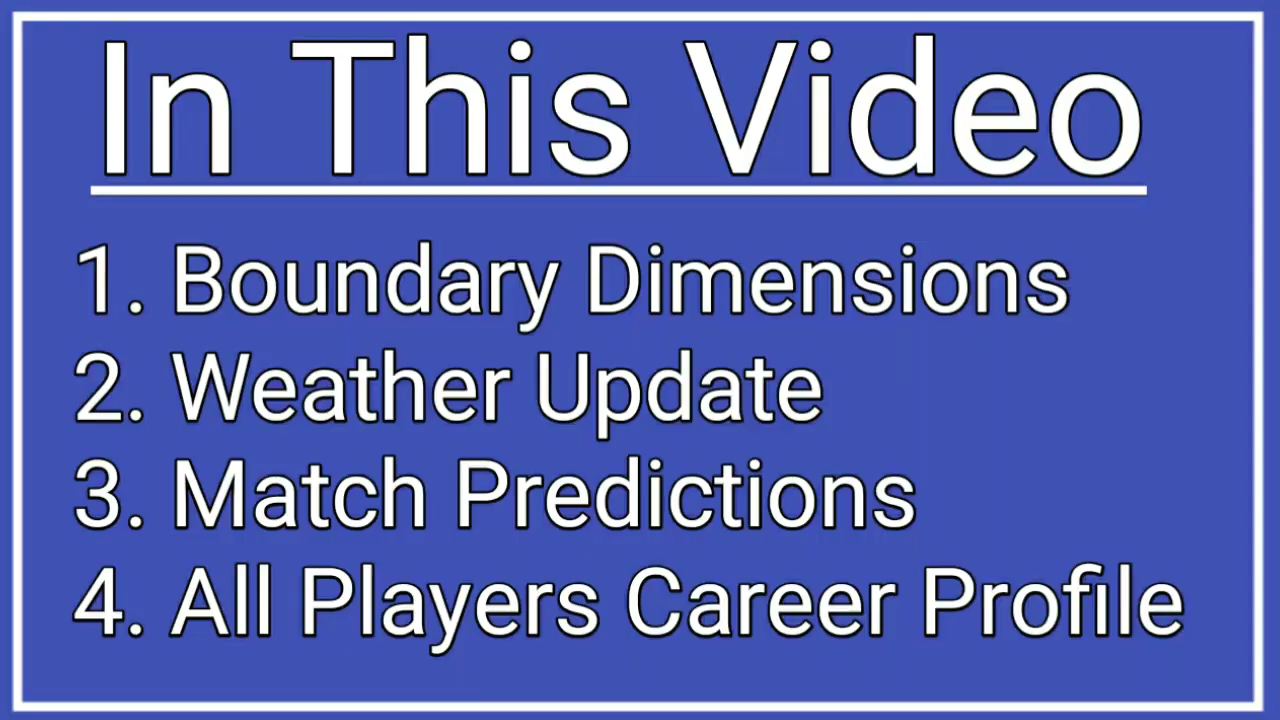 In This Video
1. Boundary Dimensions
2. Weather Update
3. Match Predictions
4. All Players Career Profile